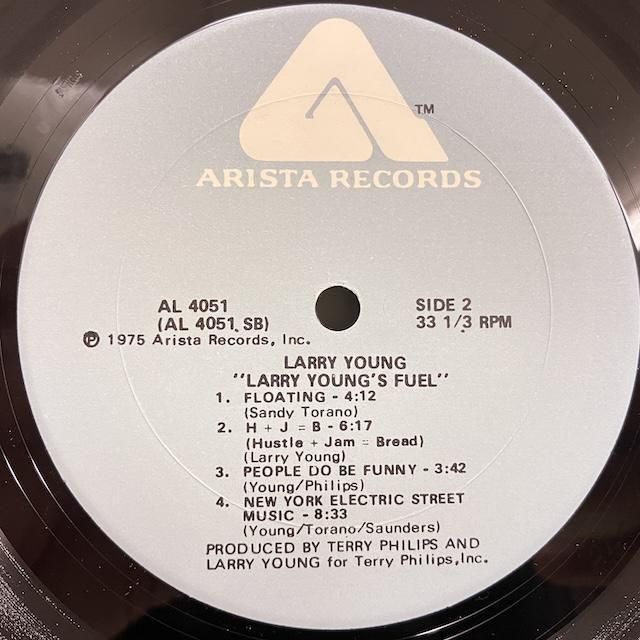 TM
ARISTA RECORDS
AL 4051
(AL 4051 SB)
℗ 1975 Arista Records, Inc.
SIDE 2
33 1/3 RPM
LARRY YOUNG
"LARRY YOUNG'S FUEL"
1. FLOATING - 4:12
(Sandy Torano)
2. H + J = B - 6:17
(Hustle + Jam = Bread)
(Larry Young)
3. PEOPLE DO BE FUNNY - 3:42
(Young/Philips)
4. NEW YORK ELECTRIC STREET
MUSIC - 8:33
(Young/Torano/Saunders)
PRODUCED BY TERRY PHILIPS AND
LARRY YOUNG for Terry Philips,Inc.